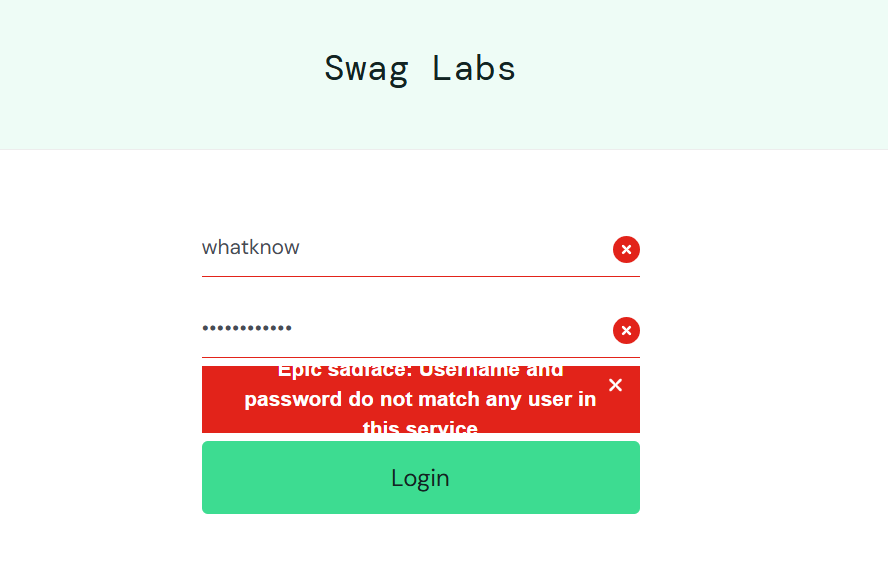 Swag Labs
whatknow
••••••••••••
Epic sadface: Username and
password do not match any user in
this service
Login